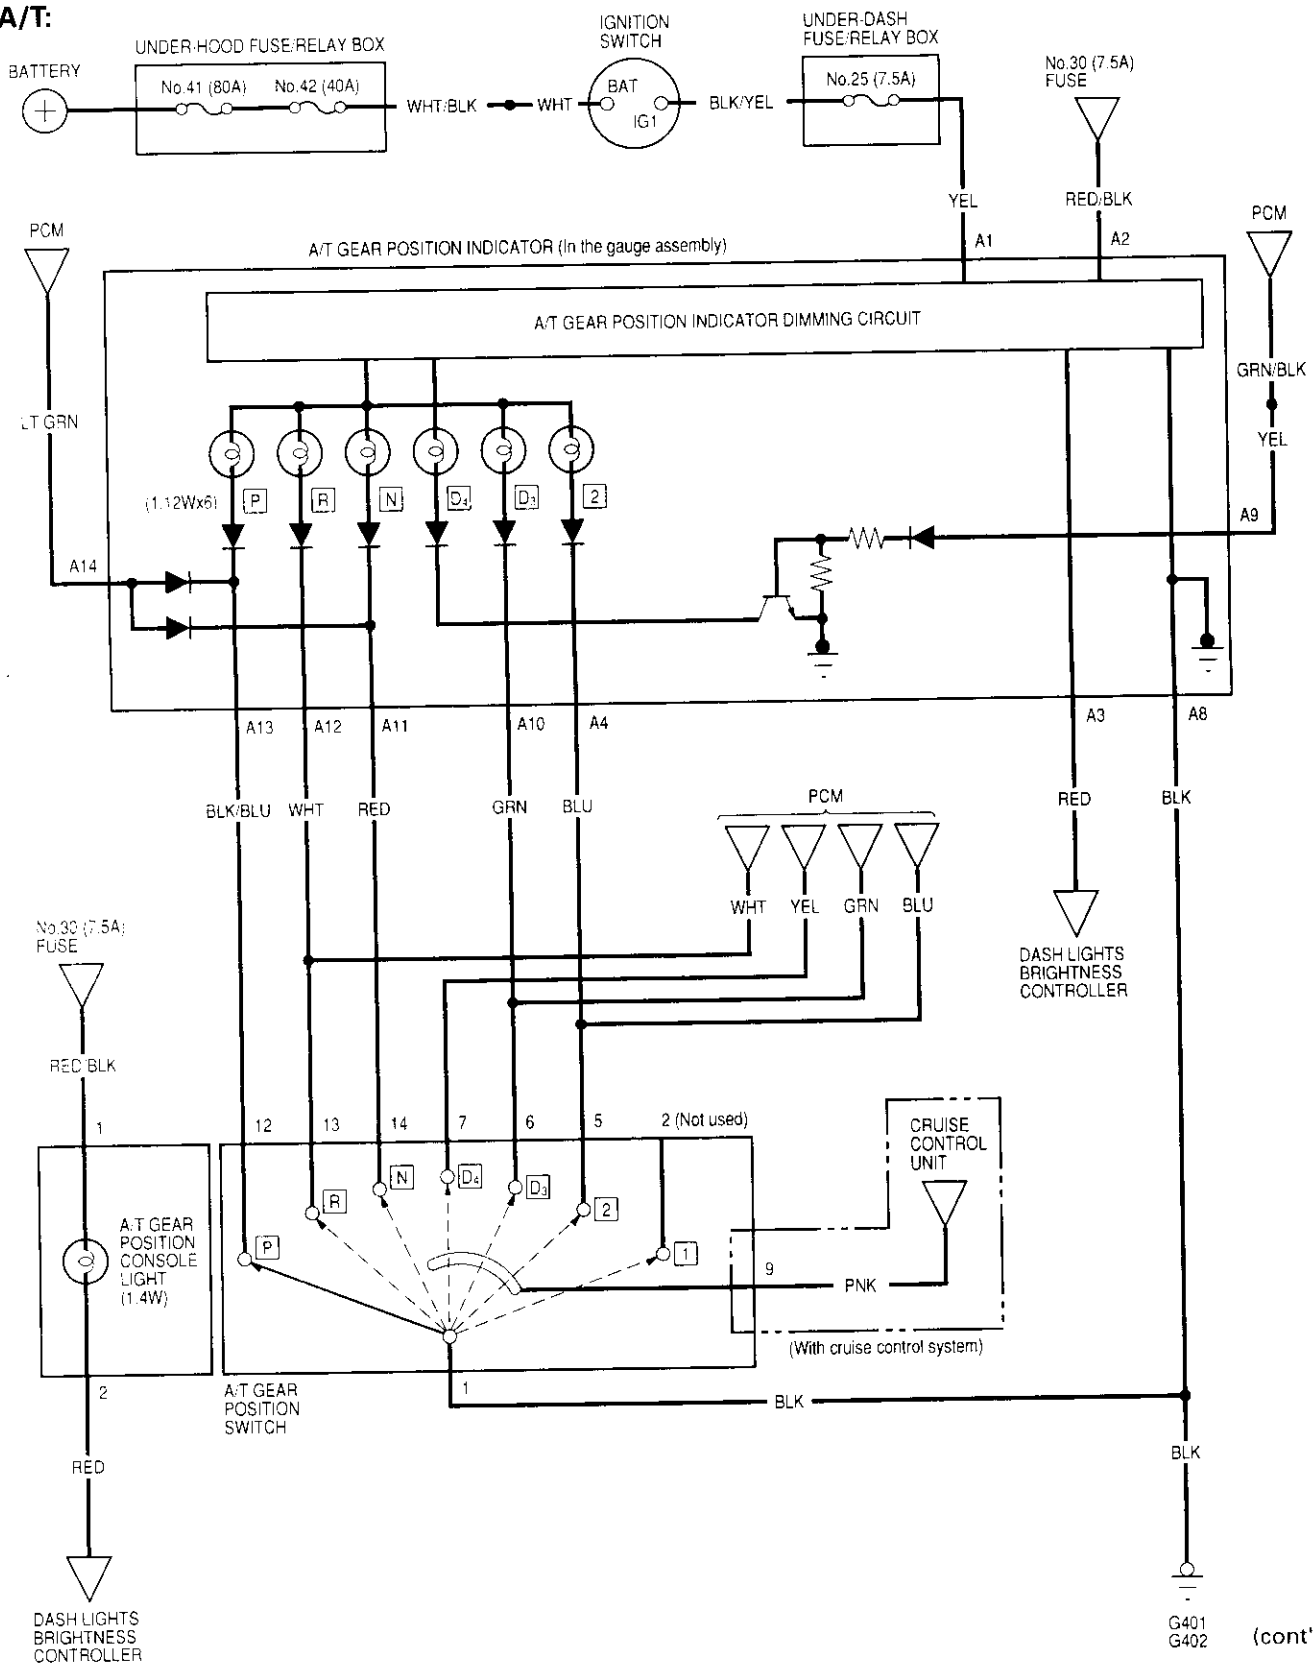 A/T:
BATTERY
UNDER-HOOD FUSE/RELAY BOX
No.41 (80A)
No.42 (40A)
WHT/BLK
WHT
IGNITION
SWITCH
BAT
IG1
BLK/YEL
UNDER-DASH
FUSE/RELAY BOX
No.25 (7.5A)
No.30 (7.5A)
FUSE
YEL
RED/BLK
PCM
PCM
A/T GEAR POSITION INDICATOR (In the gauge assembly)
A1
A2
A/T GEAR POSITION INDICATOR DIMMING CIRCUIT
GRN/BLK
LT GRN
YEL
(1.12Wx6)
P
R
N
D4
D3
2
A9
A14
A13
A12
A11
A10
A4
A3
A8
BLK/BLU
WHT
RED
GRN
BLU
PCM
RED
BLK
WHT
YEL
GRN
BLU
No.30 (7.5A)
FUSE
DASH LIGHTS
BRIGHTNESS
CONTROLLER
RED/BLK
1
12
13
14
7
6
5
2 (Not used)
CRUISE
CONTROL
UNIT
P
R
N
D4
D3
2
1
A/T GEAR
POSITION
CONSOLE
LIGHT
(1.4W)
9
PNK
(With cruise control system)
2
A/T GEAR
POSITION
SWITCH
1
BLK
BLK
RED
DASH LIGHTS
BRIGHTNESS
CONTROLLER
G401
G402
(cont'